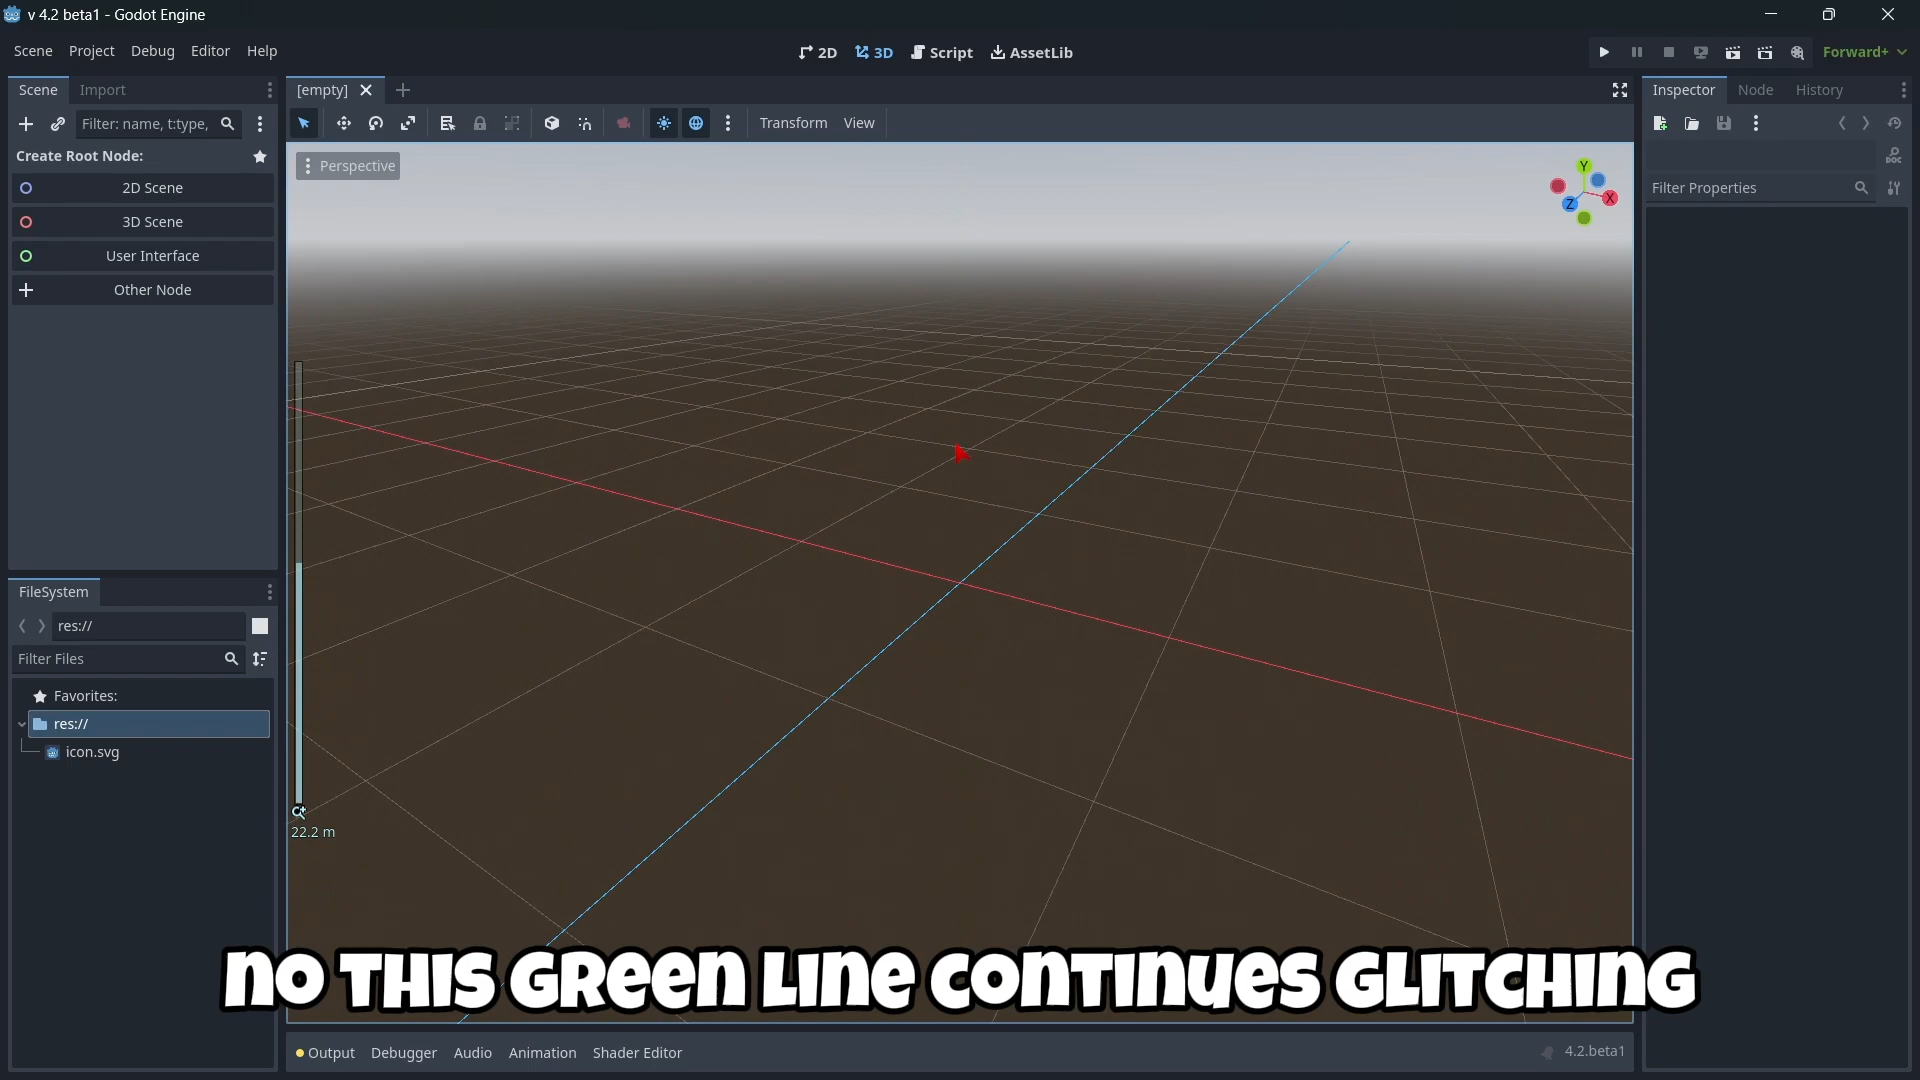 v 4.2 beta1 - Godot Engine
Scene Project Debug Editor Help
2D 3D Script AssetLib
Forward+
Scene Import
[empty]
Inspector Node History
Filter: name, t:type,
Transform View
Create Root Node:
Perspective
Y
X
Z
DOC
Filter Properties
2D Scene
3D Scene
User Interface
Other Node
FileSystem
res://
Filter Files
Favorites:
res://
icon.svg
22.2 m
NO THIS GREEN LINE CONTINUES GLITCHING
Output Debugger Audio Animation Shader Editor
4.2.beta1